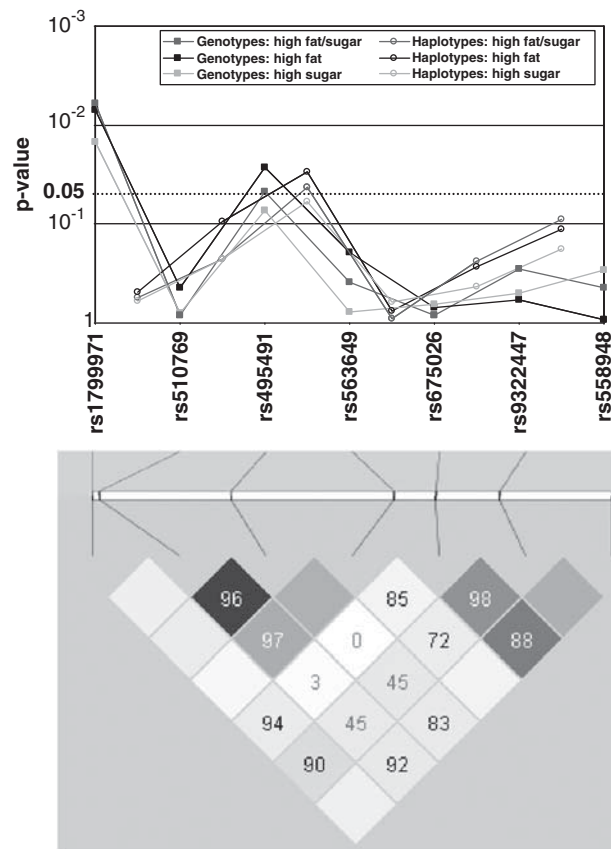 10-3
Genotypes: high fat/sugar Haplotypes: high fat/sugar
Genotypes: high fat Haplotypes: high fat
Genotypes: high sugar Haplotypes: high sugar
10-2
p-value
0.05
10-1
1
rs1799971 rs510769 rs495491 rs563649 rs675026 rs9322447 rs558948
96 85 98
97 0 72 88
3 45
94 45 83
90 92